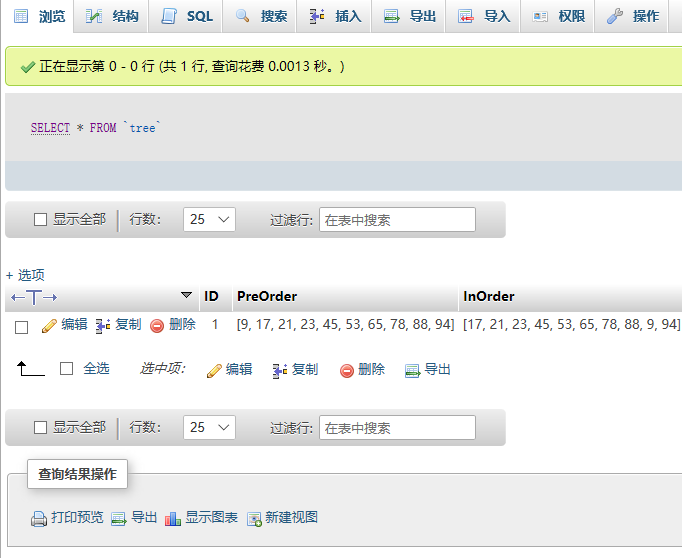 浏览 结构 SQL 搜索 插入 导出 导入 权限 操作
正在显示第 0 - 0 行 (共 1 行, 查询花费 0.0013 秒。)
SELECT * FROM `tree`
显示全部 行数: 25 过滤行: 在表中搜索
+ 选项
ID PreOrder InOrder
编辑 复制 删除 1 [9, 17, 21, 23, 45, 53, 65, 78, 88, 94] [17, 21, 23, 45, 53, 65, 78, 88, 9, 94]
全选 选中项: 编辑 复制 删除 导出
显示全部 行数: 25 过滤行: 在表中搜索
查询结果操作
打印预览 导出 显示图表 新建视图